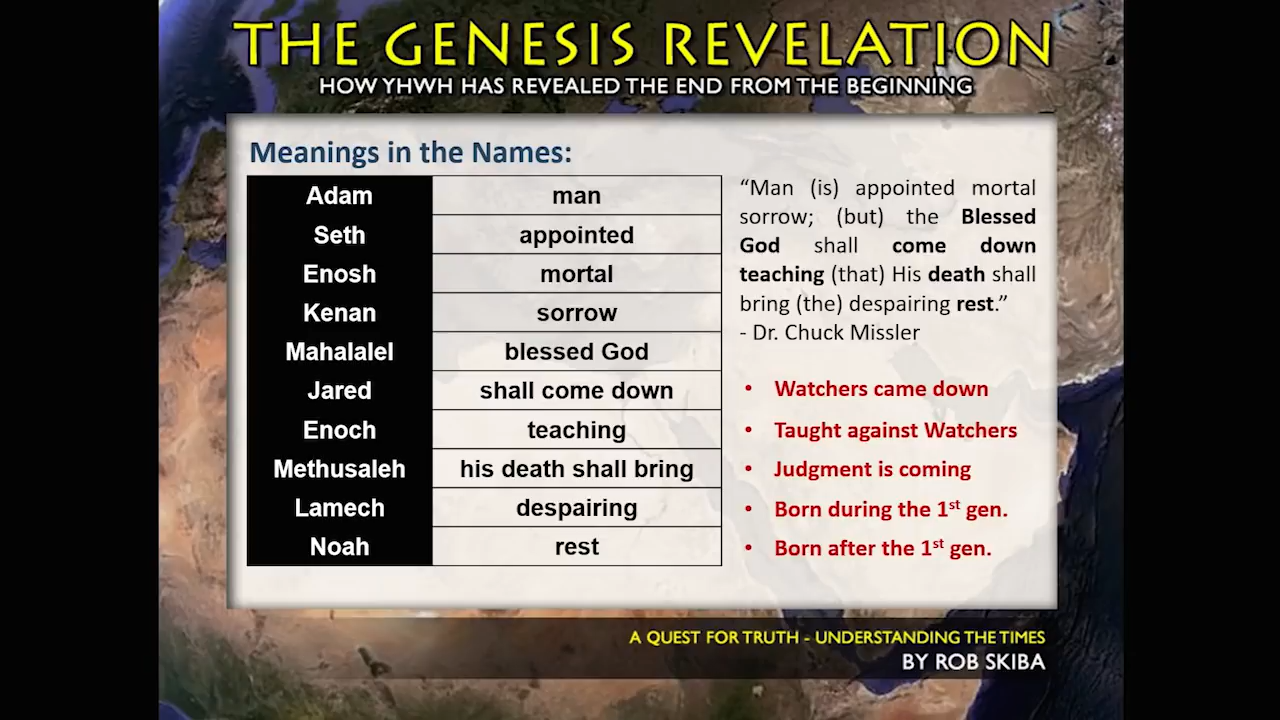 THE GENESIS REVELATION
HOW YHWH HAS REVEALED THE END FROM THE BEGINNING
Meanings in the Names:
Adam man
Seth appointed
Enosh mortal
Kenan sorrow
Mahalalel blessed God
Jared shall come down
Enoch teaching
Methusaleh his death shall bring
Lamech despairing
Noah rest
“Man (is) appointed mortal
sorrow; (but) the Blessed
God shall come down
teaching (that) His death shall
bring (the) despairing rest.”
- Dr. Chuck Missler
• Watchers came down
• Taught against Watchers
• Judgment is coming
• Born during the 1st gen.
• Born after the 1st gen.
A QUEST FOR TRUTH - UNDERSTANDING THE TIMES
BY ROB SKIBA